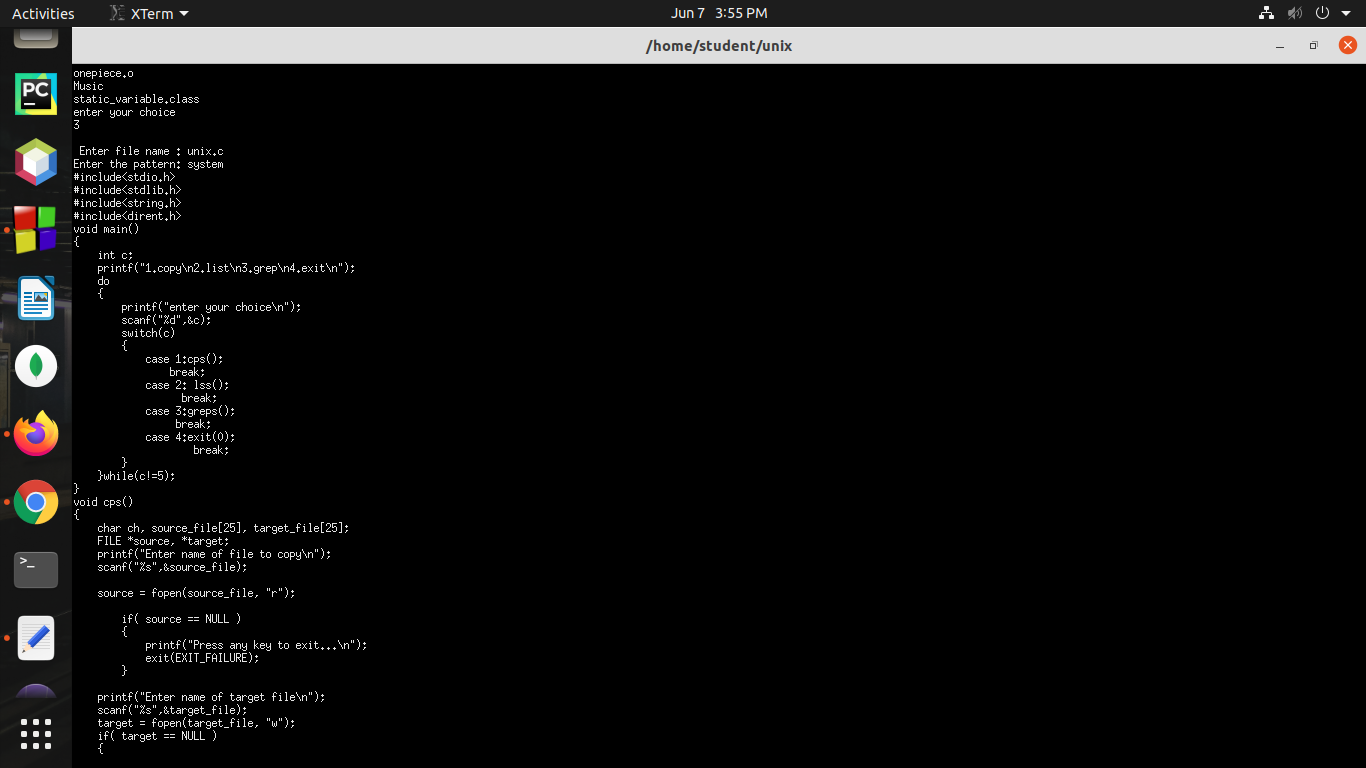 Activities
XTerm
Jun 7 3:55 PM
/home/student/unix
PC
>_
onepiece.o
Music
static_variable.class
enter your choice
3
Enter file name : unix.c
Enter the pattern: system
#include<stdio.h>
#include<stdlib.h>
#include<string.h>
#include<dirent.h>
void main()
{
    int c;
    printf("1.copy\n2.list\n3.grep\n4.exit\n");
    do
    {
        printf("enter your choice\n");
        scanf("%d",&c);
        switch(c)
        {
            case 1:cps();
                break;
            case 2: lss();
                  break;
            case 3:greps();
                 break;
            case 4:exit(0);
                    break;
        }
    }while(c!=5);
}
void cps()
{
    char ch, source_file[25], target_file[25];
    FILE *source, *target;
    printf("Enter name of file to copy\n");
    scanf("%s",&source_file);
    source = fopen(source_file, "r");
        if( source == NULL )
        {
            printf("Press any key to exit...\n");
            exit(EXIT_FAILURE);
        }
    printf("Enter name of target file\n");
    scanf("%s",&target_file);
    target = fopen(target_file, "w");
    if( target == NULL )
    {